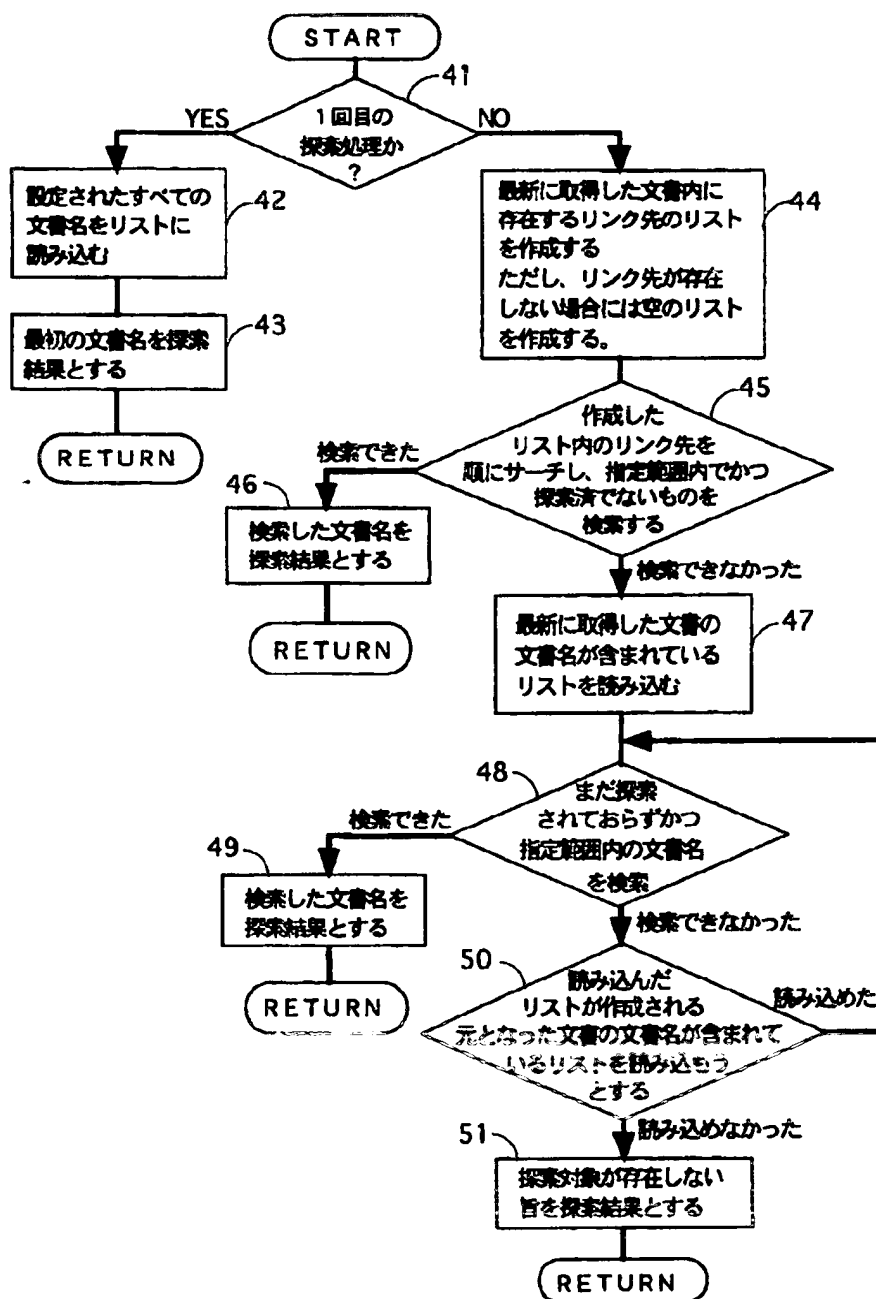 START
41
1回目の
探索処理か
?
YES
NO
設定されたすべての
文書名をリストに
読み込む
42
最初の文書名を探索
結果とする
43
RETURN
最新に取得した文書内に
存在するリンク先のリスト
を作成する
ただし、リンク先が存在
しない場合には空のリスト
を作成する。
44
45
作成した
リスト内のリンク先を
順にサーチし、指定範囲内でかつ
探索済でないものを
検索する
検索できた
46
検索した文書名を
探索結果とする
RETURN
検索できなかった
最新に取得した文書の
文書名が含まれている
リストを読み込む
47
48
まだ探索
されておらずかつ
指定範囲内の文書名
を検索
検索できた
49
検索した文書名を
探索結果とする
RETURN
検索できなかった
50
読み込んだ
リストが作成される
元となった文書の文書名が含まれて
いるリストを読み込もう
とする
読み込めた
読み込めなかった
51
探索対象が存在しない
旨を探索結果とする
RETURN